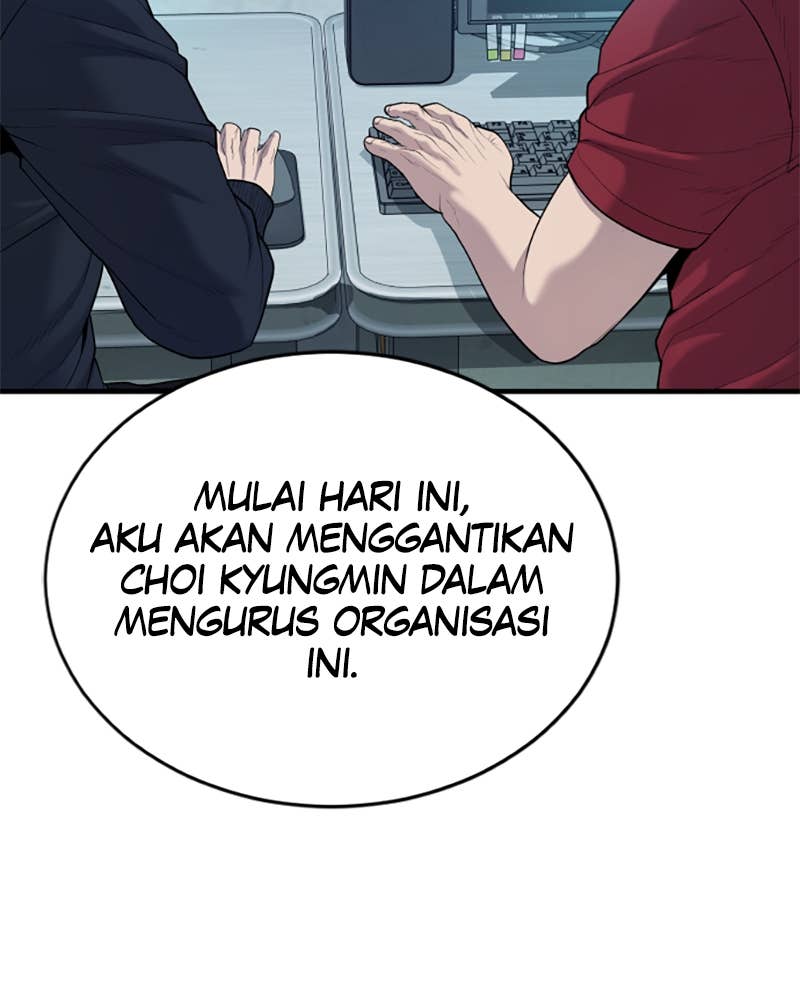 MULAI HARI INI,
AKU AKAN MENGGANTIKAN
CHOI KYUNGMIN DALAM
MENGURUS ORGANISASI
INI.